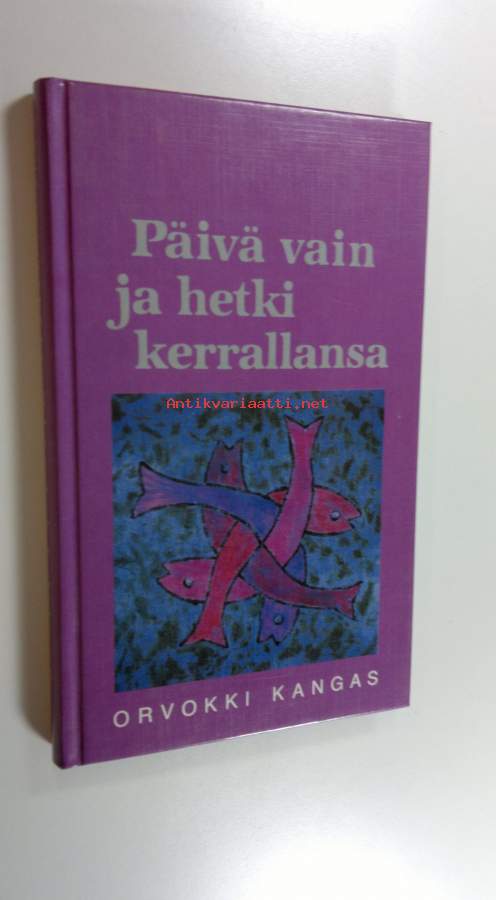 Päivä vain
ja hetki
kerrallansa
Antikvariaatti.net
ORVOKKI KANGAS